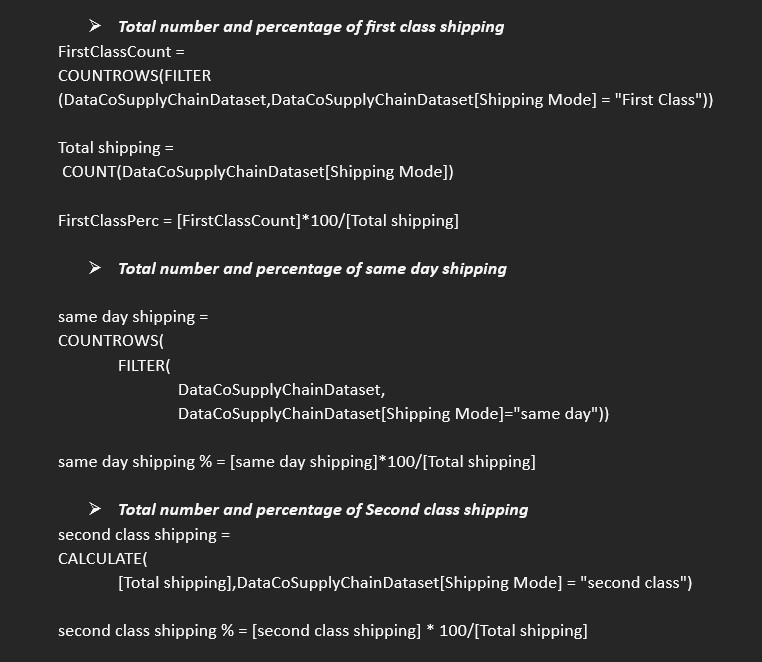 ➢ Total number and percentage of first class shipping
FirstClassCount =
COUNTROWS(FILTER
(DataCoSupplyChainDataset,DataCoSupplyChainDataset[Shipping Mode] = "First Class"))
Total shipping =
COUNT(DataCoSupplyChainDataset[Shipping Mode])
FirstClassPerc = [FirstClassCount]*100/[Total shipping]
➢ Total number and percentage of same day shipping
same day shipping =
COUNTROWS(
FILTER(
DataCoSupplyChainDataset,
DataCoSupplyChainDataset[Shipping Mode]="same day"))
same day shipping % = [same day shipping]*100/[Total shipping]
➢ Total number and percentage of Second class shipping
second class shipping =
CALCULATE(
[Total shipping],DataCoSupplyChainDataset[Shipping Mode] = "second class")
second class shipping % = [second class shipping] * 100/[Total shipping]